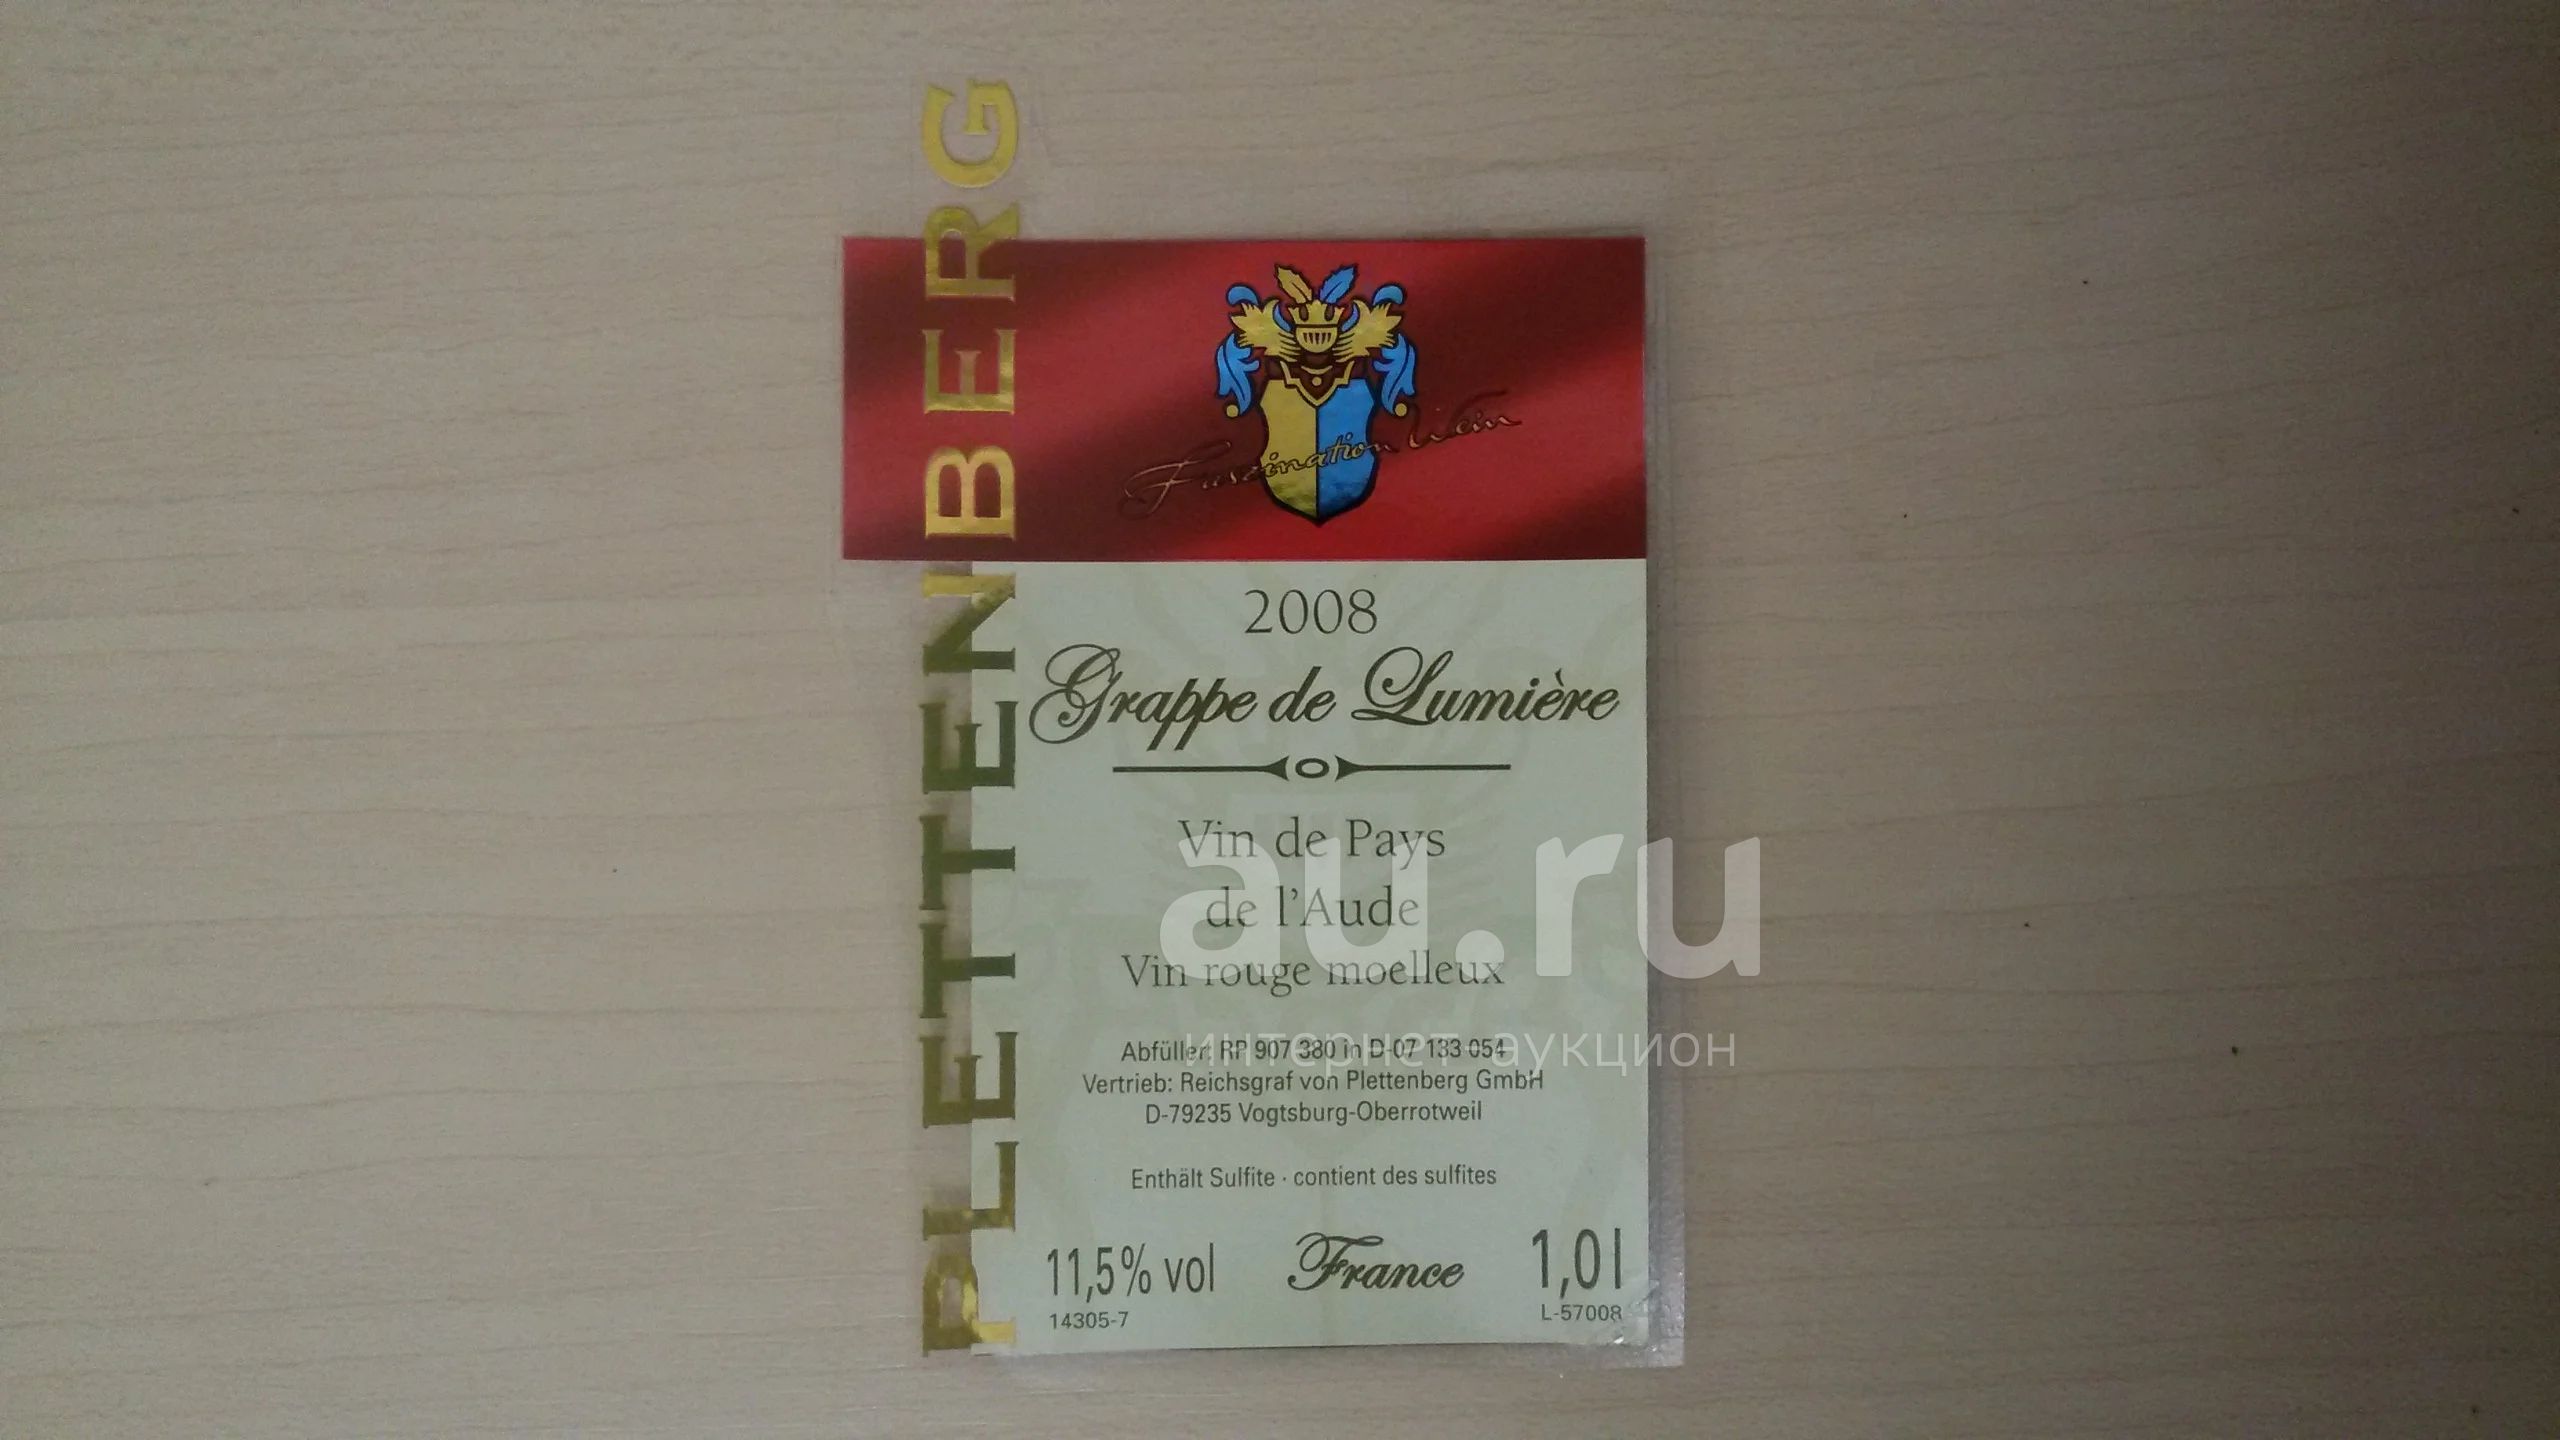 PLETTENBERG
Faszination Wein
2008
Grappe de Lumière
Vin de Pays
de l'Aude
Vin rouge moelleux
Abfüller: RP 907 380 in D-07 133 054
Vertrieb: Reichsgraf von Plettenberg GmbH
D-79235 Vogtsburg-Oberrotweil
Enthält Sulfite · contient des sulfites
11,5% vol France 1,0 l
14305-7 L-57008
au.ru
интернет-аукцион